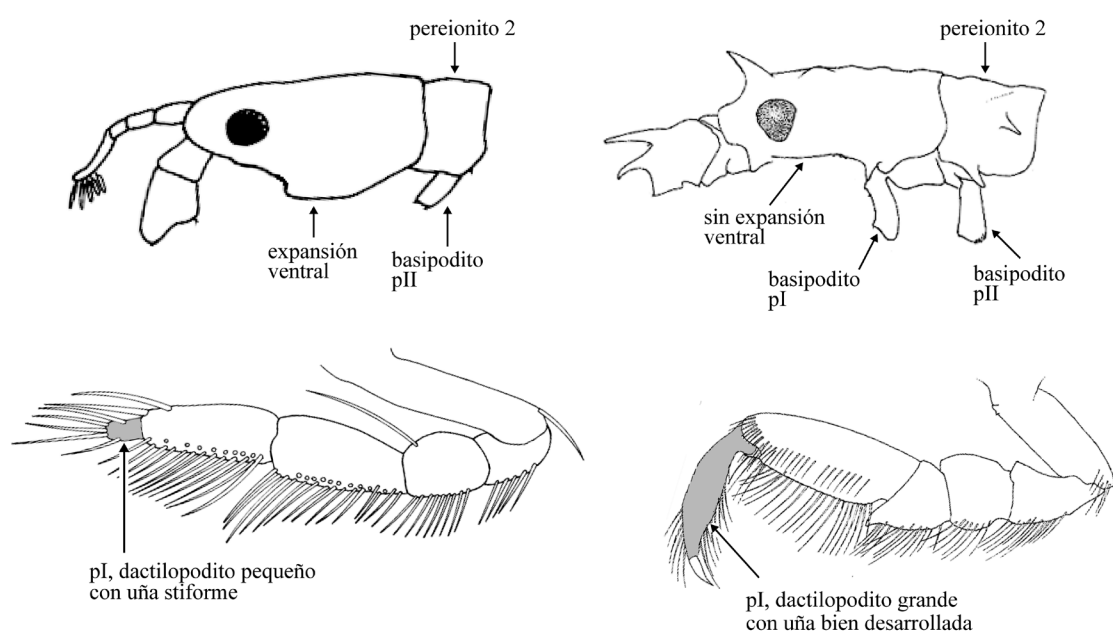 pereionito 2
pereionito 2
expansión
ventral
basipodito
pII
sin expansión
ventral
basipodito
pI
basipodito
pII
pI, dactilopodito pequeño
con uña stiforme
pI, dactilopodito grande
con uña bien desarrollada